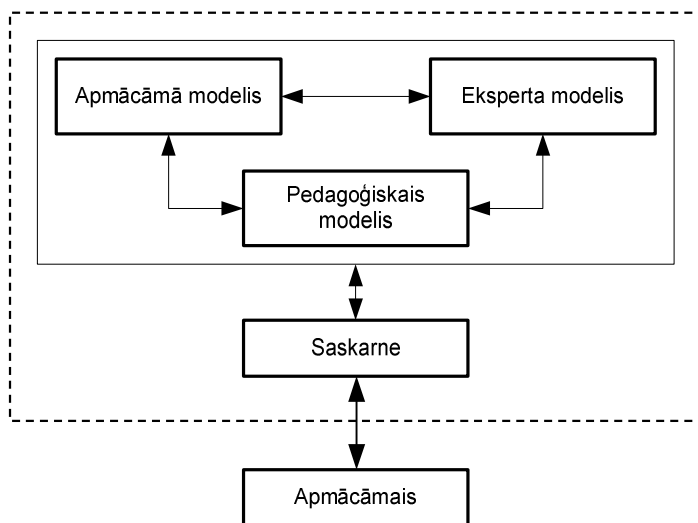 Apmācāmā modelis
Eksperta modelis
Pedagoģiskais
modelis
Saskarne
Apmācāmais